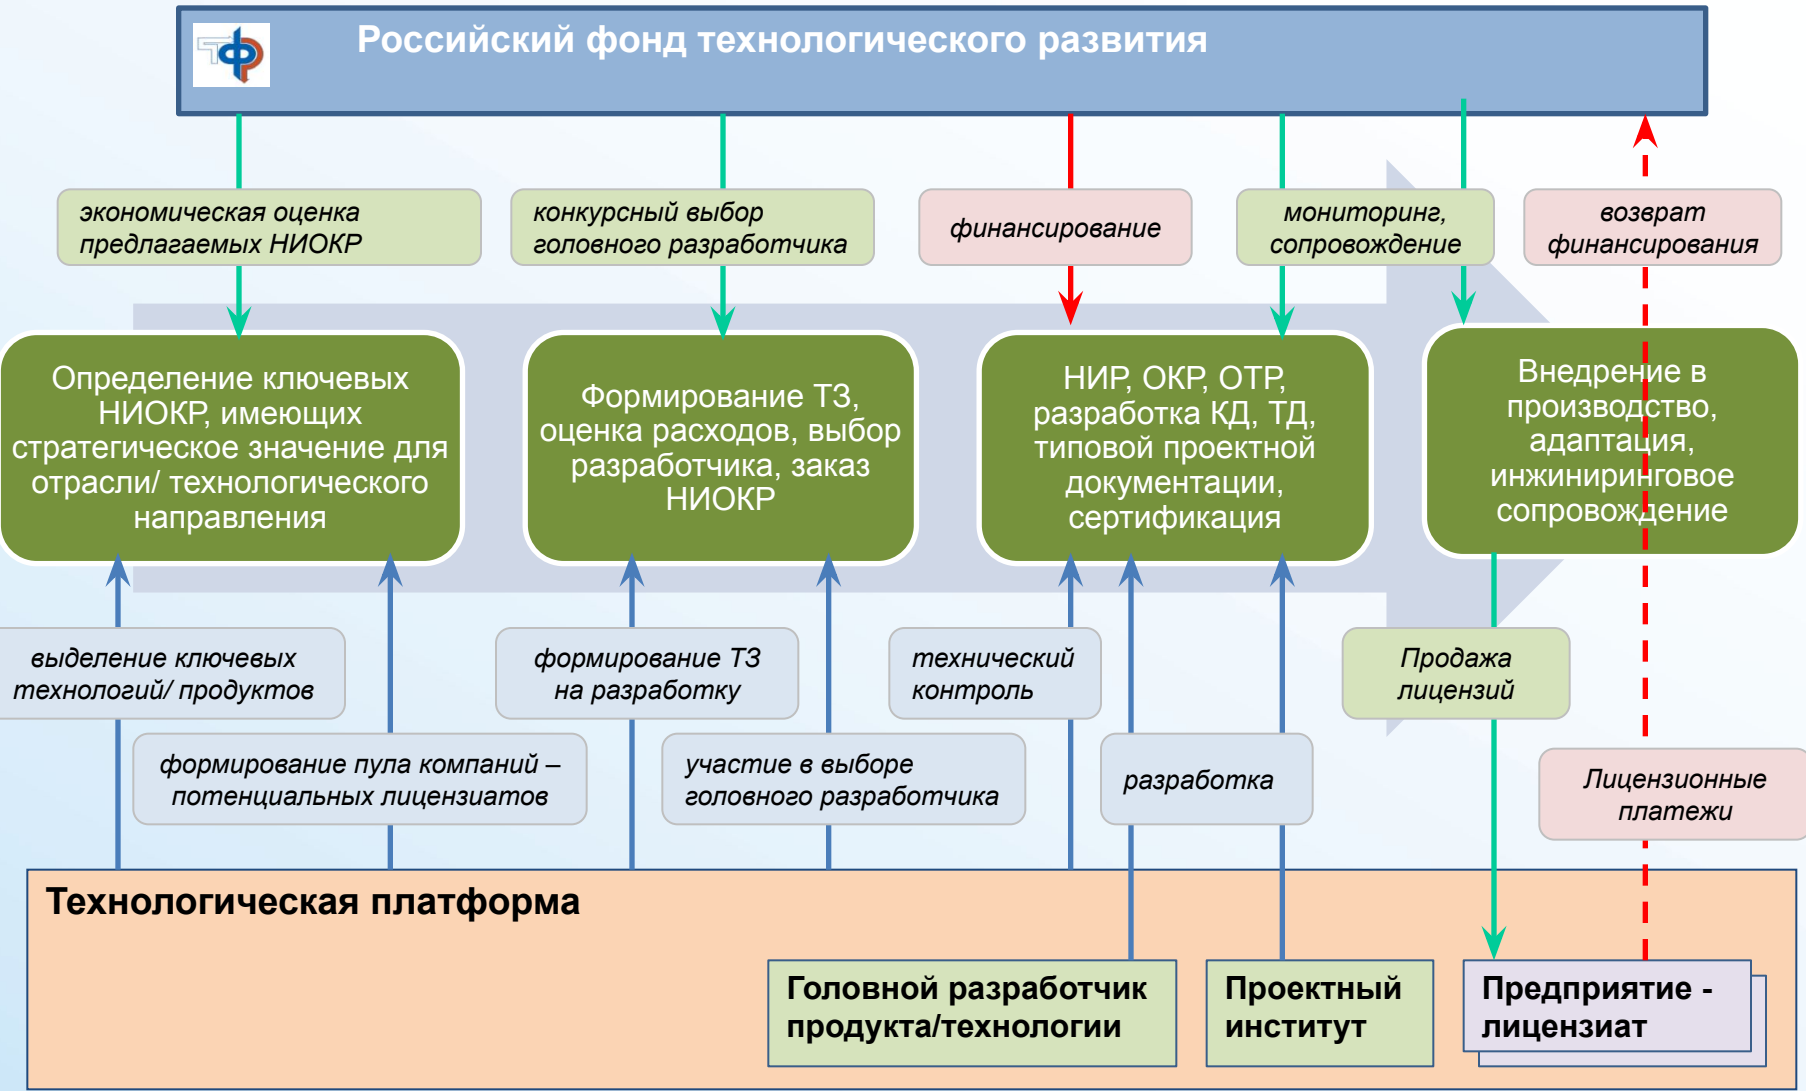 Российский фонд технологического развития
экономическая оценка
предлагаемых НИОКР
конкурсный выбор
головного разработчика
финансирование
мониторинг,
сопровождение
возврат
финансирования
Определение ключевых
НИОКР, имеющих
стратегическое значение для
отрасли/ технологического
направления
Формирование ТЗ,
оценка расходов, выбор
разработчика, заказ
НИОКР
НИР, ОКР, ОТР,
разработка КД, ТД,
типовой проектной
документации,
сертификация
Внедрение в
производство,
адаптация,
инжиниринговое
сопровождение
выделение ключевых
технологий/ продуктов
формирование ТЗ
на разработку
технический
контроль
Продажа
лицензий
формирование пула компаний –
потенциальных лицензиатов
участие в выборе
головного разработчика
разработка
Лицензионные
платежи
Технологическая платформа
Головной разработчик
продукта/технологии
Проектный
институт
Предприятие -
лицензиат